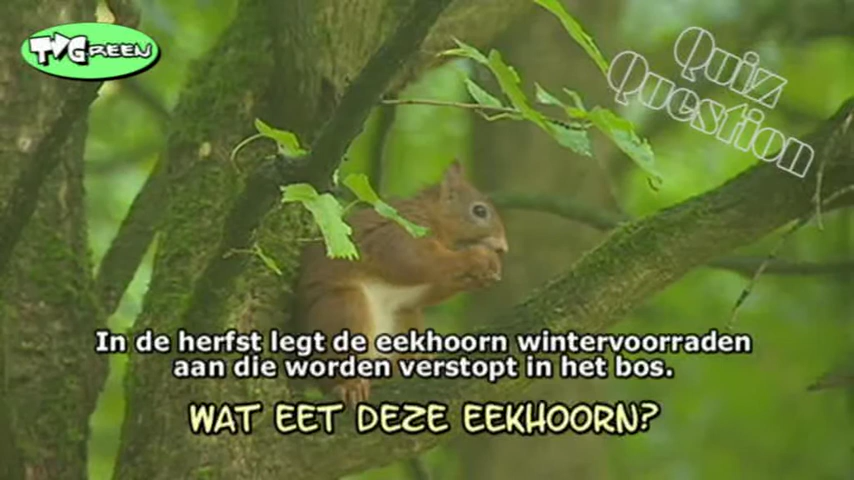 TVGREEN
Quiz
Question
In de herfst legt de eekhoorn wintervoorraden
aan die worden verstopt in het bos.
WAT EET DEZE EEKHOORN?